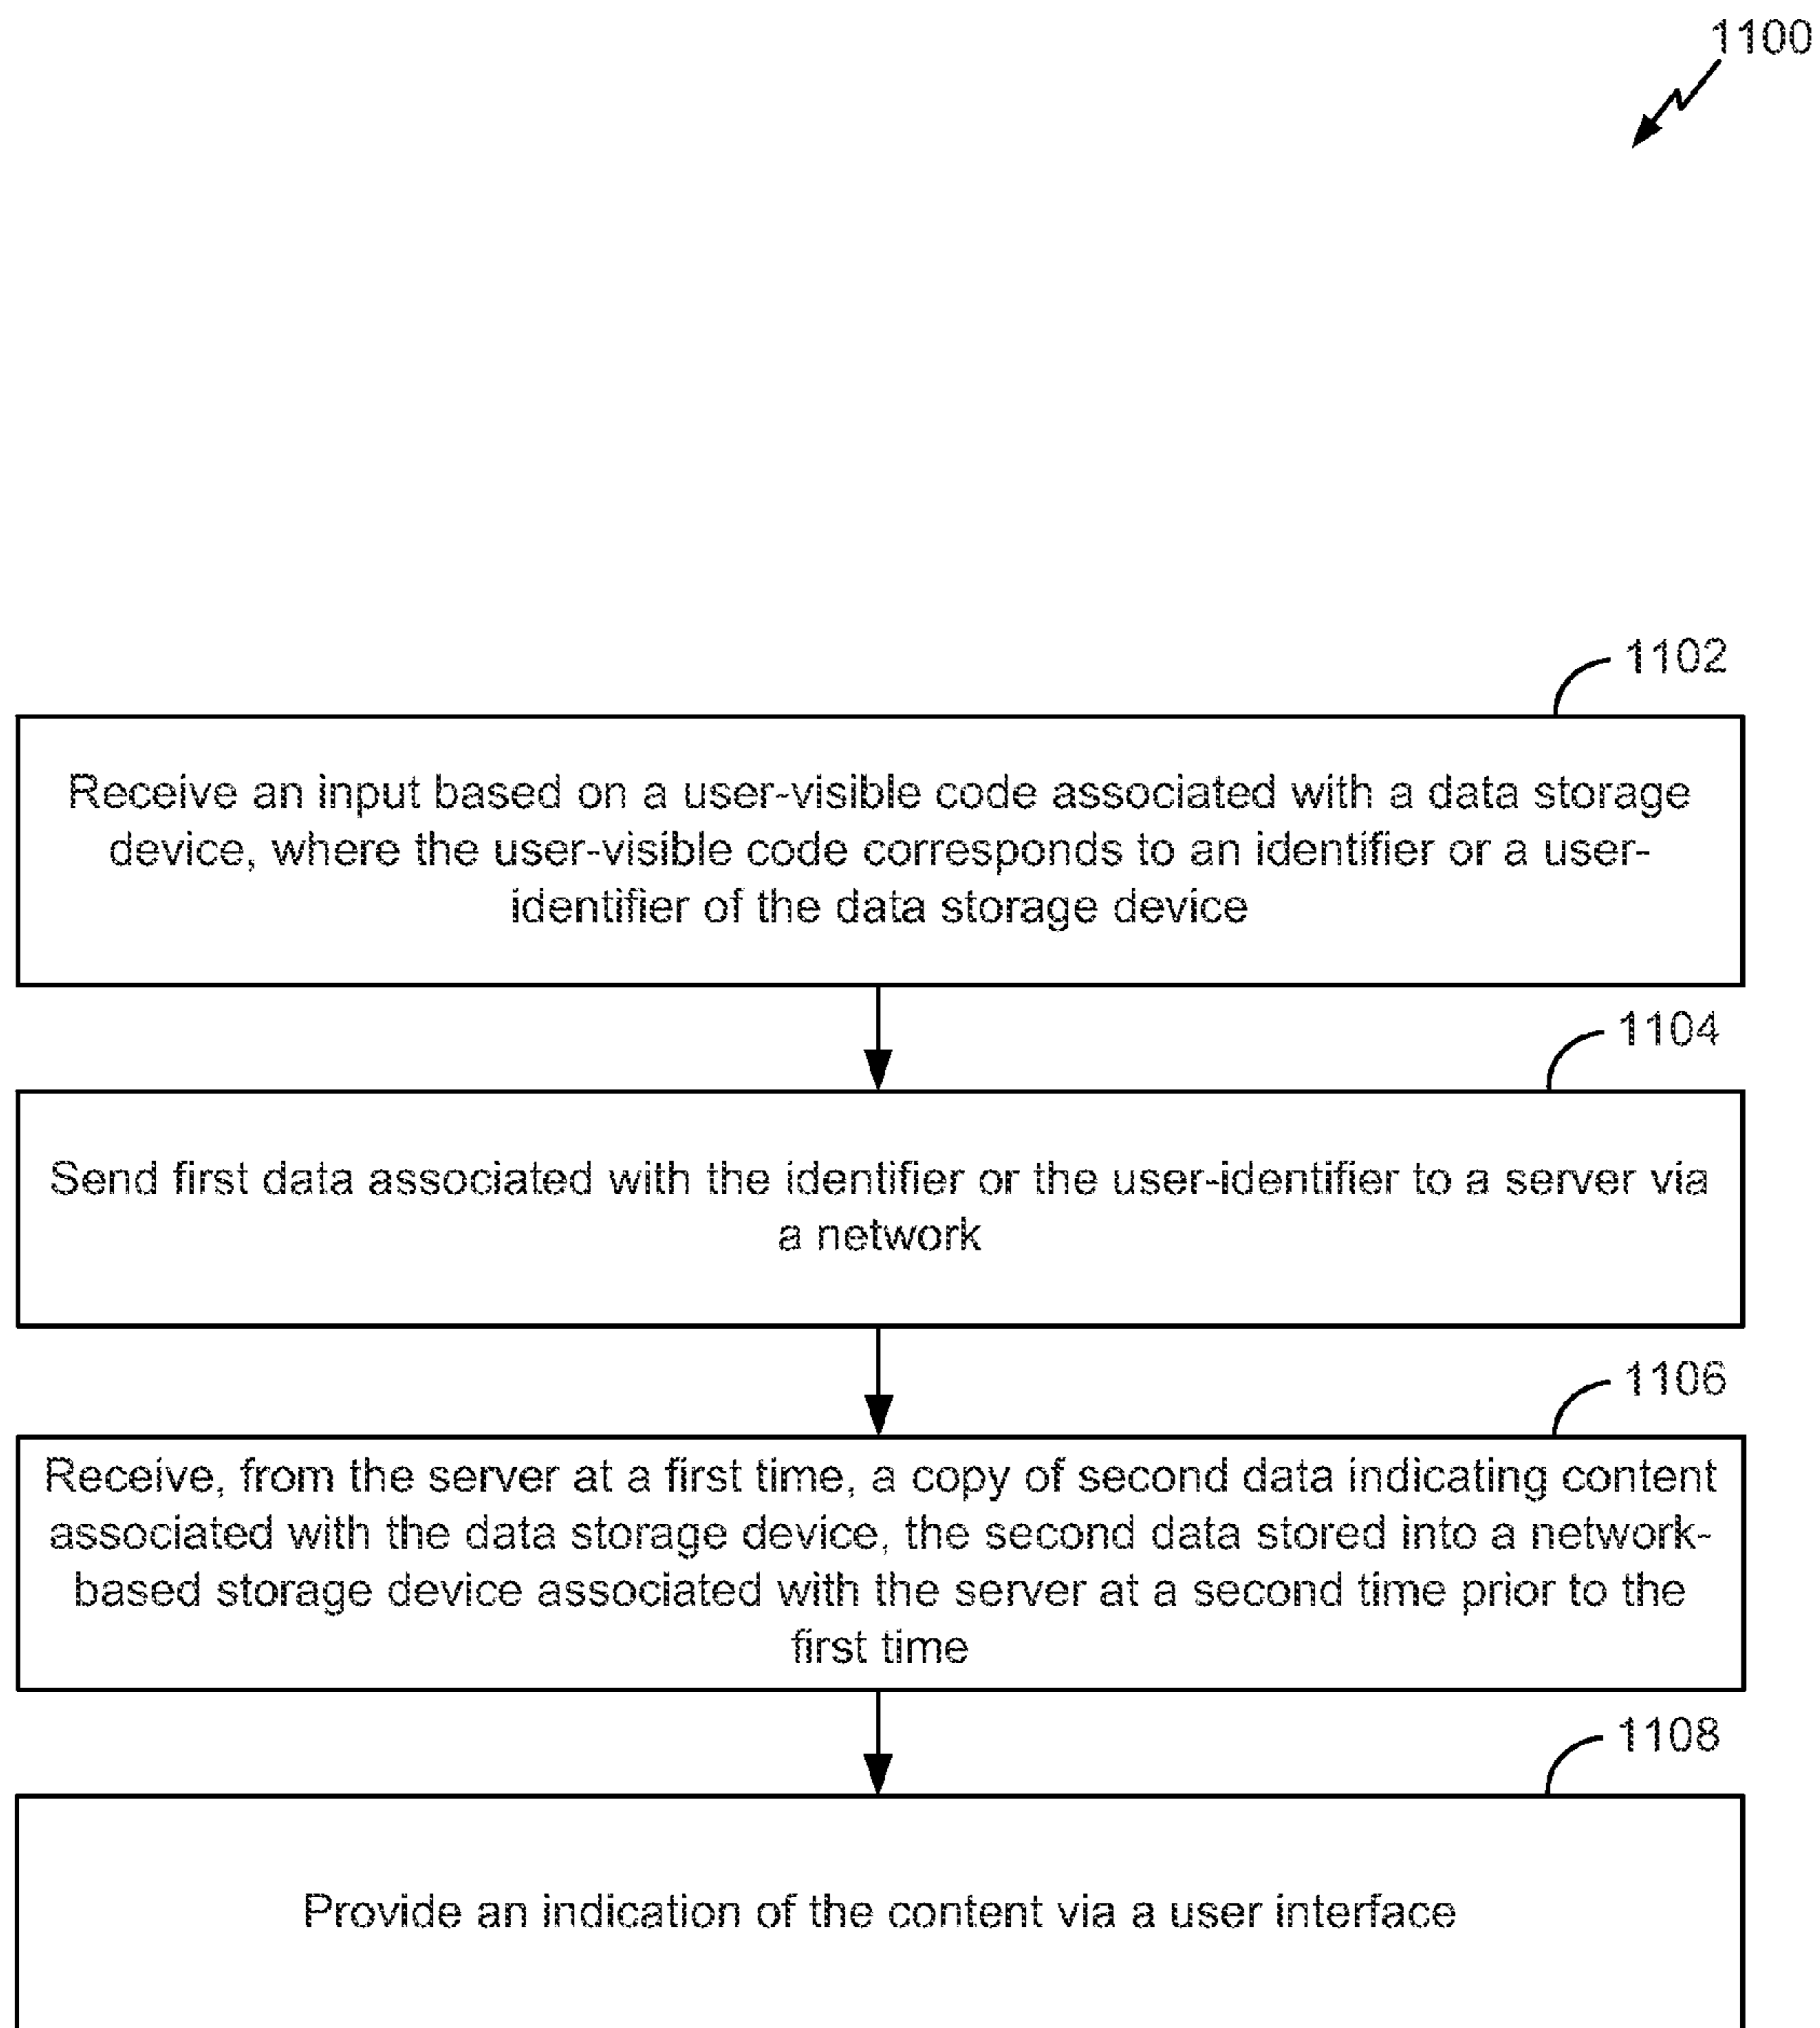 1100
1102
Receive an input based on a user-visible code associated with a data storage
device, where the user-visible code corresponds to an identifier or a user-
identifier of the data storage device
1104
Send first data associated with the identifier or the user-identifier to a server via
a network
1106
Receive, from the server at a first time, a copy of second data indicating content
associated with the data storage device, the second data stored into a network-
based storage device associated with the server at a second time prior to the
first time
1108
Provide an indication of the content via a user interface